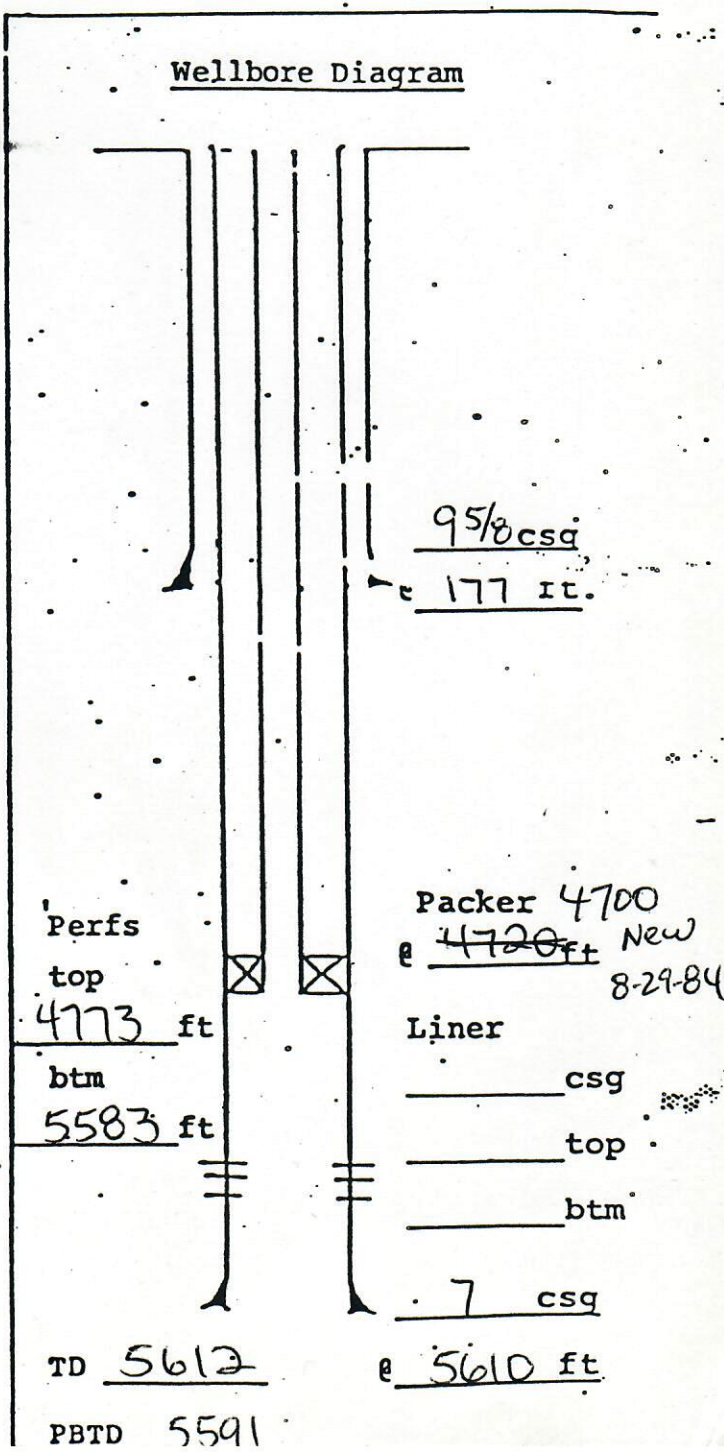 Wellbore Diagram
9 5/8 csg
@ 177 ft.
Packer 4700
@ 4720 ft New
8-29-84
Perfs
top
4773 ft
btm
5583 ft
Liner
csg
top
btm
7 csg
@ 5610 ft
TD 5612
PBTD 5591